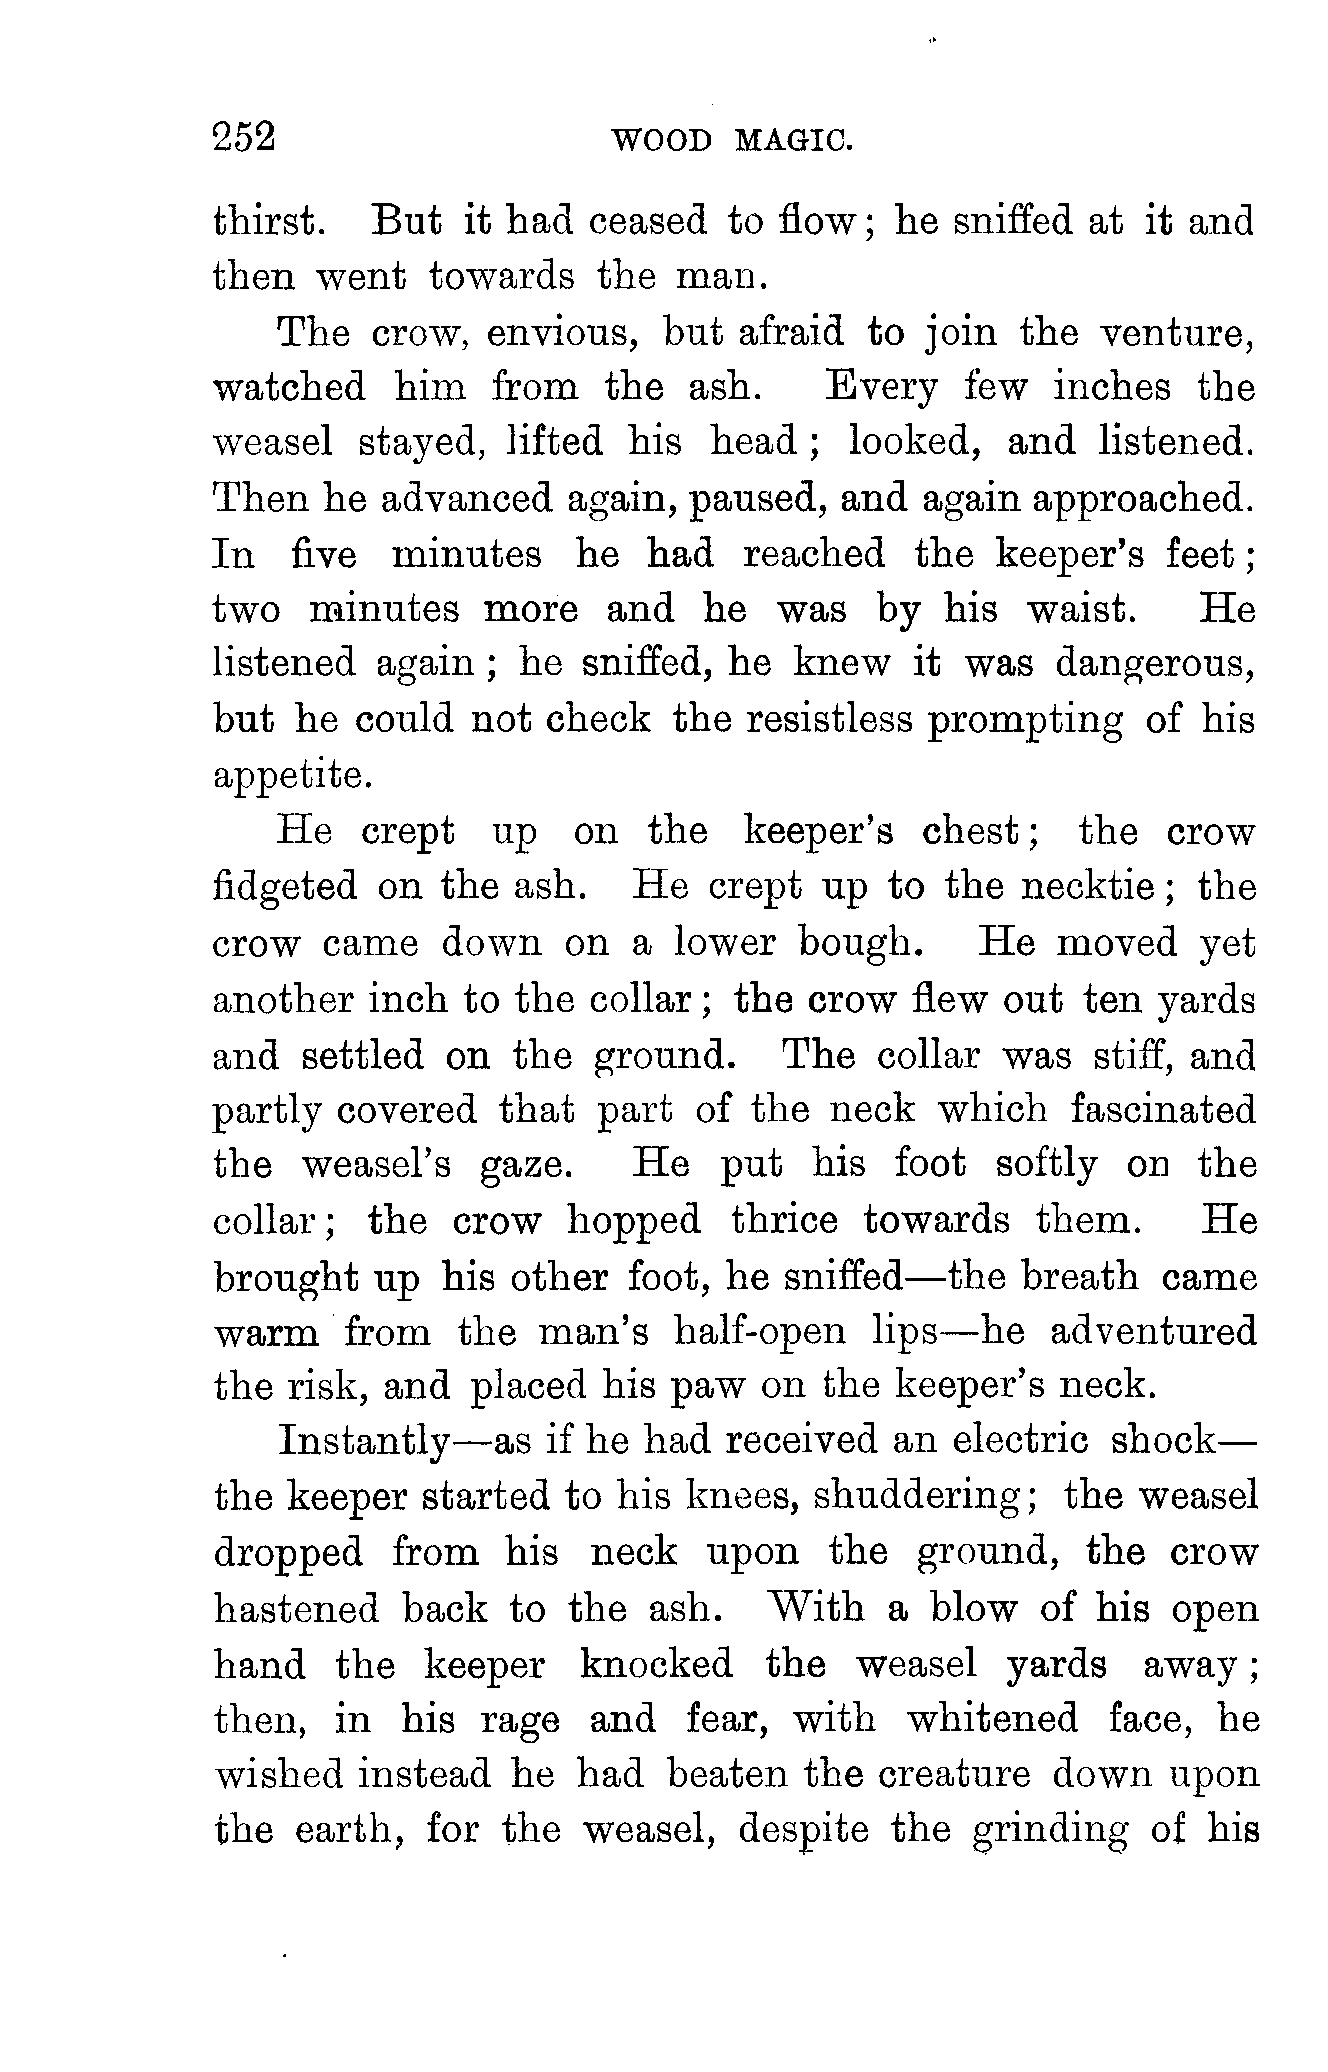 252 WOOD MAGIC.
thirst. But it had ceased to flow; he sniffed at it and
then went towards the man.
The crow, envious, but afraid to join the venture,
watched him from the ash. Every few inches the
weasel stayed, lifted his head; looked, and listened.
Then he advanced again, paused, and again approached.
In five minutes he had reached the keeper's feet;
two minutes more and he was by his waist. He
listened again; he sniffed, he knew it was dangerous,
but he could not check the resistless prompting of his
appetite.
He crept up on the keeper's chest; the crow
fidgeted on the ash. He crept up to the necktie; the
crow came down on a lower bough. He moved yet
another inch to the collar; the crow flew out ten yards
and settled on the ground. The collar was stiff, and
partly covered that part of the neck which fascinated
the weasel's gaze. He put his foot softly on the
collar; the crow hopped thrice towards them. He
brought up his other foot, he sniffed—the breath came
warm from the man's half-open lips—he adventured
the risk, and placed his paw on the keeper's neck.
Instantly—as if he had received an electric shock—
the keeper started to his knees, shuddering; the weasel
dropped from his neck upon the ground, the crow
hastened back to the ash. With a blow of his open
hand the keeper knocked the weasel yards away;
then, in his rage and fear, with whitened face, he
wished instead he had beaten the creature down upon
the earth, for the weasel, despite the grinding of his